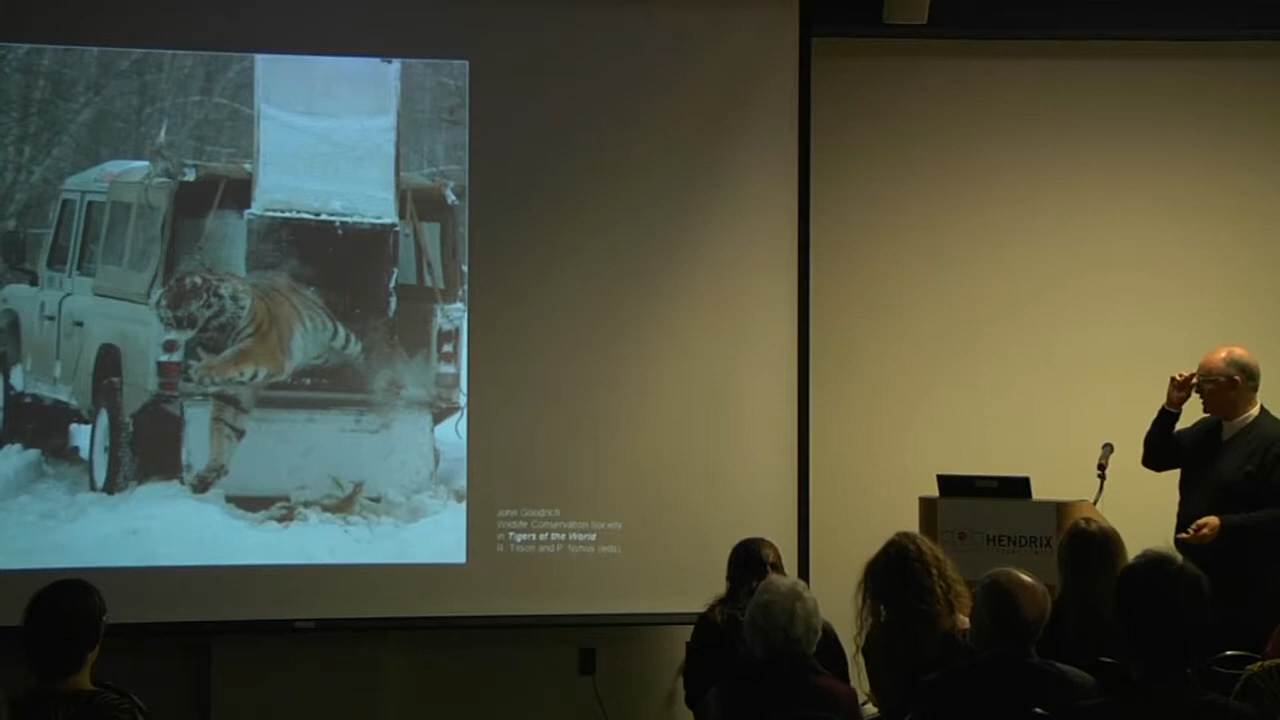 John Goodrich
Wildlife Conservation Society
in Tigers of the World
R. Tilson and P. Nyhus (eds)
HENDRIX